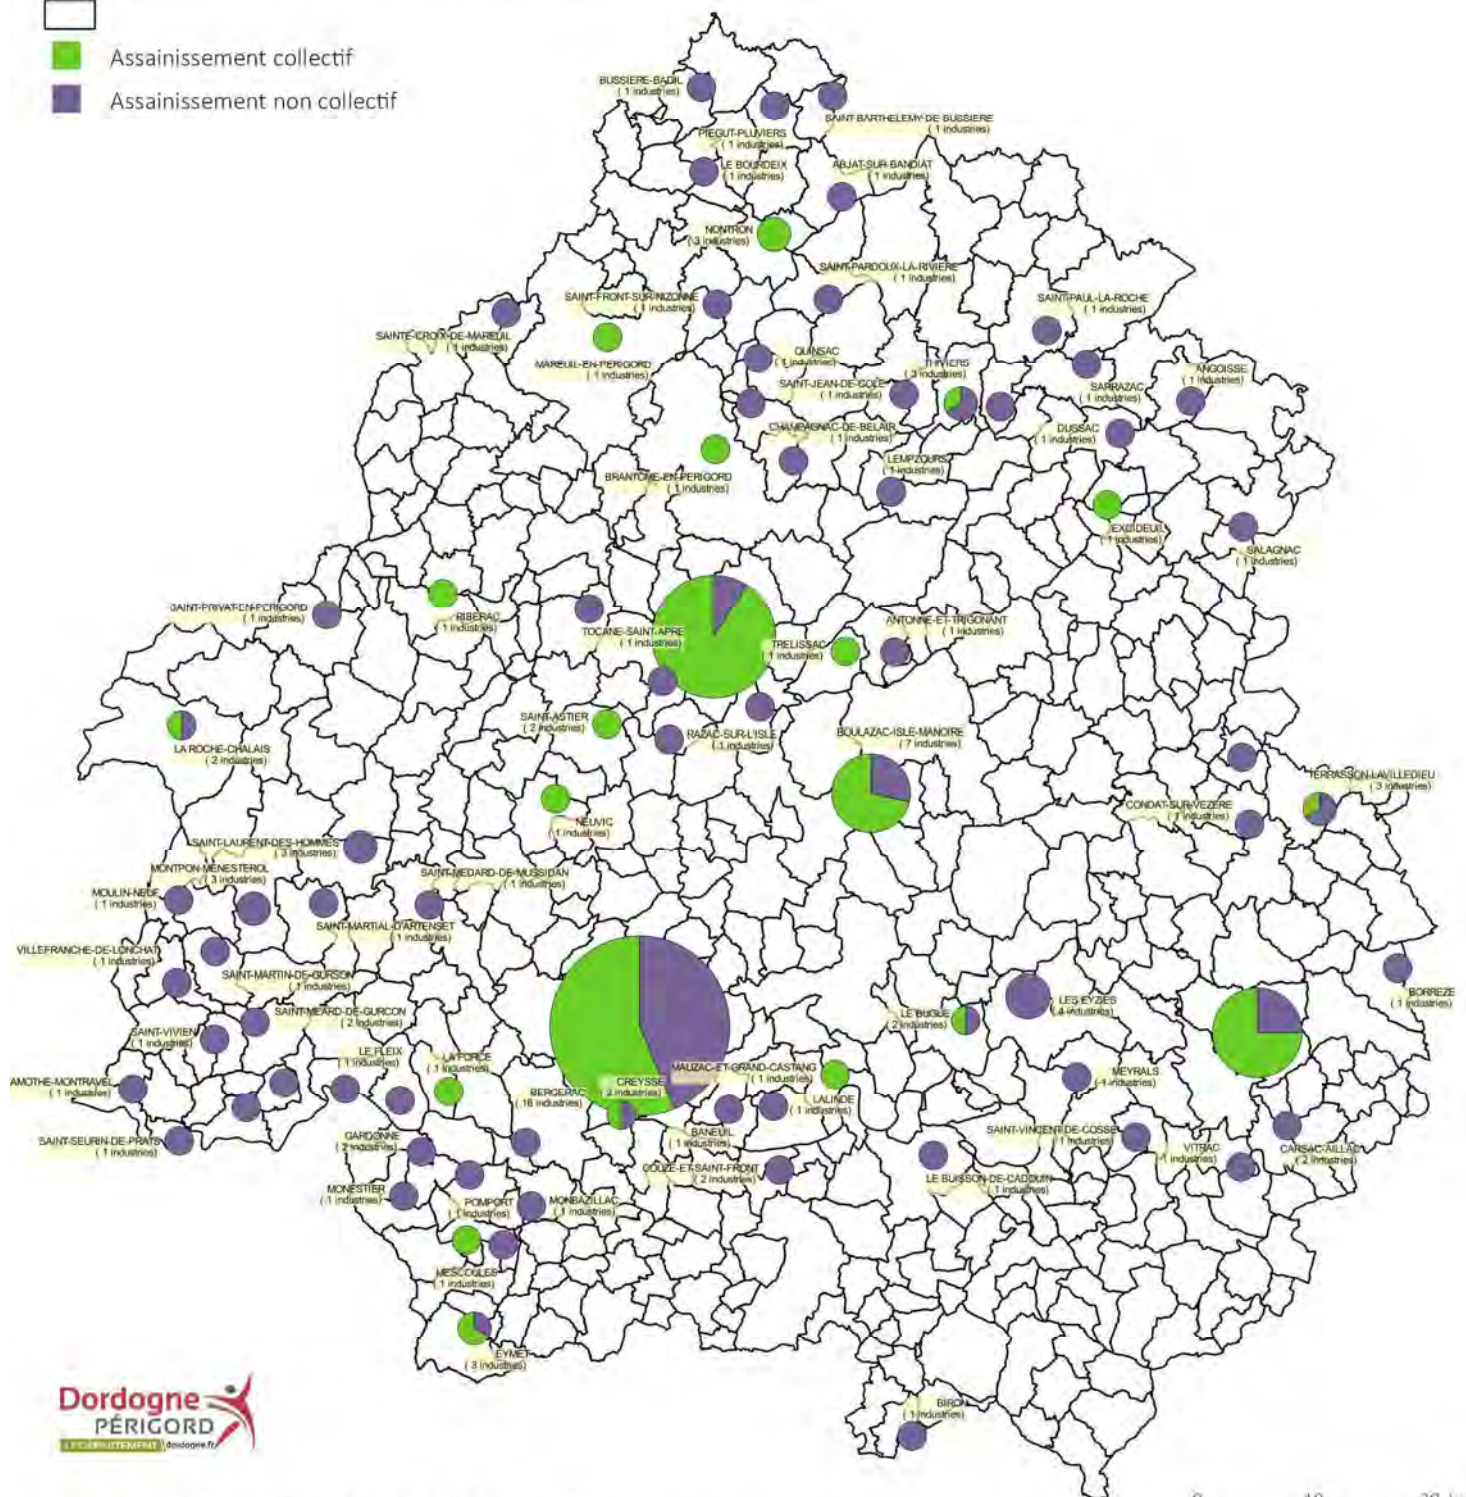 Assainissement collectif
Assainissement non collectif
BUSSIERE-BADIL
( 1 industries)
SAINT-BARTHELEMY-DE-BUSSIERE
( 1 industries)
PIEGUT-PLUVIERS
( 1 industries)
LE BOURDEIX
( 1 industries)
ABJAT-SUR-BANDIAT
( 1 industries)
NONTRON
( 3 industries)
SAINT-PARDOUX-LA-RIVIERE
( 1 industries)
SAINT-FRONT-SUR-NIZONNE
( 1 industries)
SAINT-PAUL-LA-ROCHE
( 1 industries)
SAINTE-CROIX-DE-MAREUIL
( 1 industries)
MAREUIL-EN-PERIGORD
( 1 industries)
QUINSAC
( 1 industries)
THIVIERS
( 3 industries)
SAINT-JEAN-DE-COLE
( 1 industries)
SARRAZAC
( 1 industries)
ANGOISSE
( 1 industries)
CHAMPAGNAC-DE-BELAIR
( 1 industries)
DUSSAC
( 1 industries)
LEMPZOURS
( 1 industries)
BRANTOME-EN-PERIGORD
( 1 industries)
EXCIDEUIL
( 1 industries)
SALAGNAC
( 1 industries)
SAINT-PRIVAT-EN-PERIGORD
( 1 industries)
RIBERAC
( 1 industries)
TOCANE-SAINT-APRE
( 1 industries)
TRELISSAC
( 1 industries)
ANTONNE-ET-TRIGONANT
( 1 industries)
LA ROCHE-CHALAIS
( 2 industries)
SAINT-ASTIER
( 2 industries)
RAZAC-SUR-L'ISLE
( 1 industries)
BOULAZAC-ISLE-MANOIRE
( 7 industries)
TERRASSON-LAVILLEDIEU
( 3 industries)
CONDAT-SUR-VEZERE
( 1 industries)
NEUVIC
( 1 industries)
SAINT-LAURENT-DES-HOMMES
( 3 industries)
MONTPON-MENESTEROL
( 3 industries)
SAINT-MEDARD-DE-MUSSIDAN
( 1 industries)
MOULIN-NEUF
( 1 industries)
SAINT-MARTIAL-D'ARTENSET
( 1 industries)
VILLEFRANCHE-DE-LONCHAT
( 1 industries)
SAINT-MARTIN-DE-GURSON
( 1 industries)
SAINT-MEARD-DE-GURCON
( 2 industries)
SAINT-VIVIEN
( 1 industries)
BORREZE
( 1 industries)
LES EYZIES
( 4 industries)
LE BUGUE
( 2 industries)
LE FLEIX
( 1 industries)
LA FORCE
( 1 industries)
AMOTHE-MONTRAVEL
( 1 industries)
MAUZAC-ET-GRAND-CASTANG
( 1 industries)
MEYRALS
( 1 industries)
CREYSSE
( 2 industries)
BERGERAC
( 16 industries)
LALINDE
( 1 industries)
BANEUIL
( 1 industries)
SAINT-VINCENT-DE-COSSE
( 1 industries)
SAINT-SEURIN-DE-PRATS
( 1 industries)
GARDONNE
( 2 industries)
VITRAC
( 1 industries)
CARSAC-AILLAC
( 2 industries)
COUZE-ET-SAINT-FRONT
( 2 industries)
LE BUISSON-DE-CADOUIN
( 1 industries)
MONESTIER
( 1 industries)
POMPORT
( 1 industries)
MONBAZILLAC
( 1 industries)
MESCOULES
( 1 industries)
EYMET
( 3 industries)
BIRON
( 1 industries)
Dordogne
PÉRIGORD
LE DÉPARTEMENT dordogne.fr